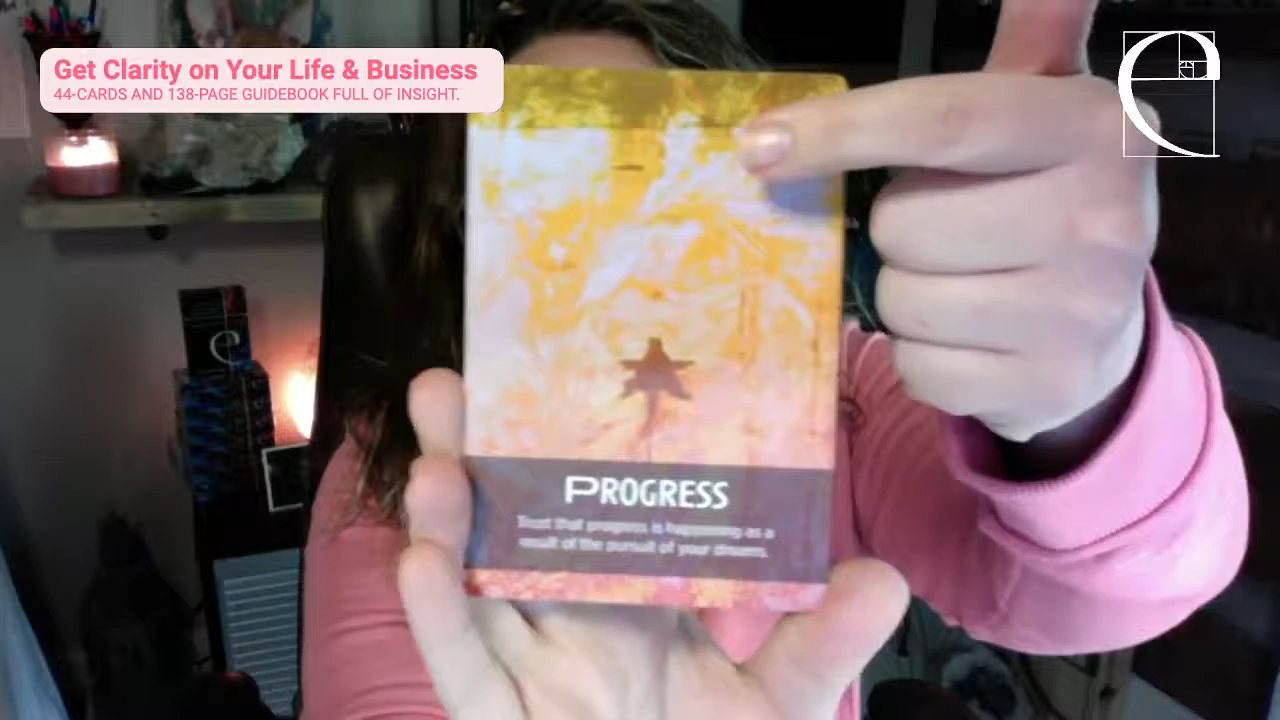 Get Clarity on Your Life & Business
44-CARDS AND 138-PAGE GUIDEBOOK FULL OF INSIGHT.
e
e
PROGRESS
Trust that progress is happening as a
result of the pursuit of your dreams.